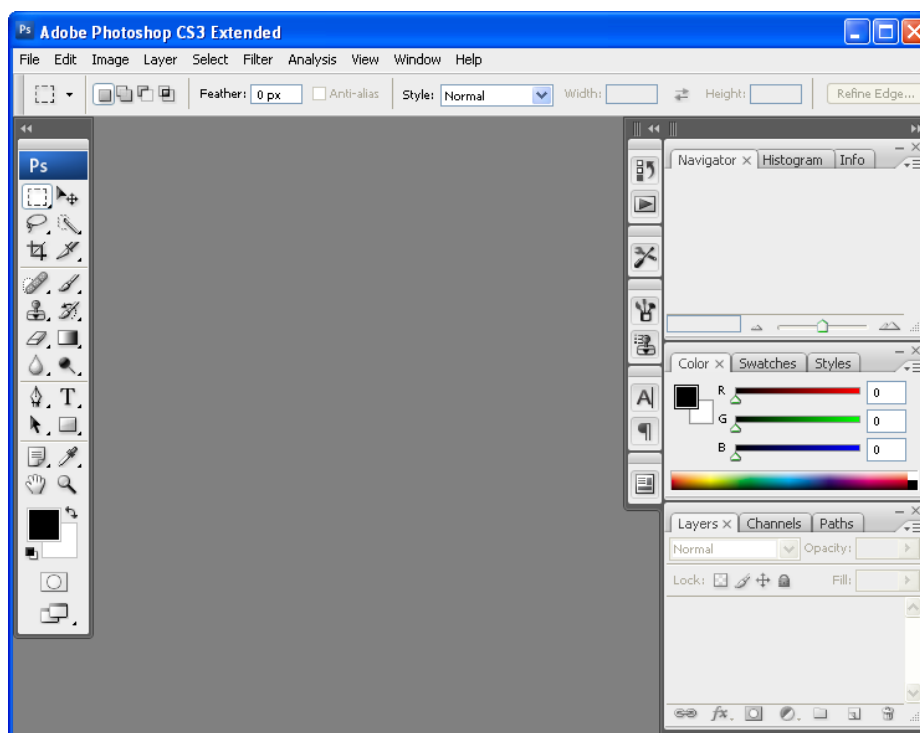 Ps Adobe Photoshop CS3 Extended
File Edit Image Layer Select Filter Analysis View Window Help
Feather: 0 px Anti-alias Style: Normal Width: Height: Refine Edge...
Ps
Navigator × Histogram Info
Color × Swatches Styles
R 0
G 0
B 0
Layers × Channels Paths
Normal Opacity:
Lock: Fill:
T
A
fx